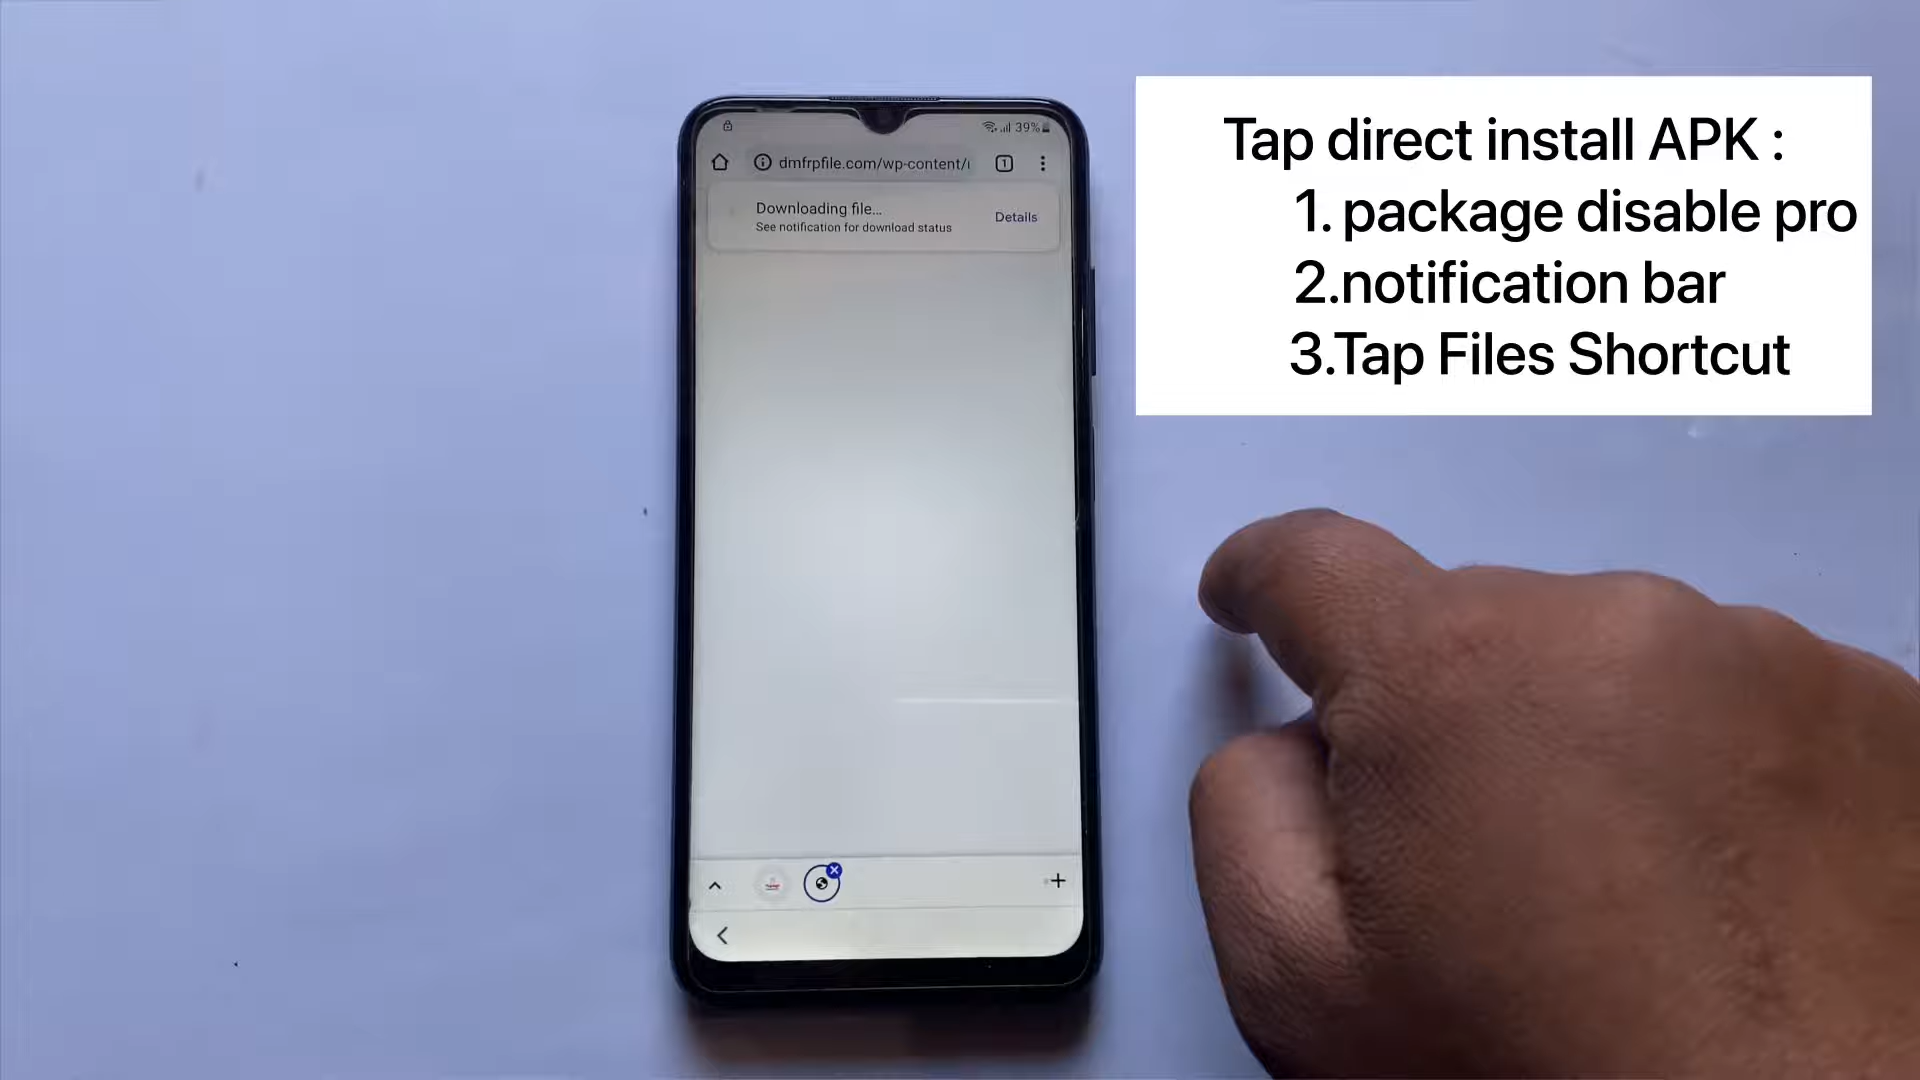 39%
dmfrpfile.com/wp-content/
1
Downloading file...
See notification for download status
Details
Tap direct install APK :
1. package disable pro
2.notification bar
3.Tap Files Shortcut